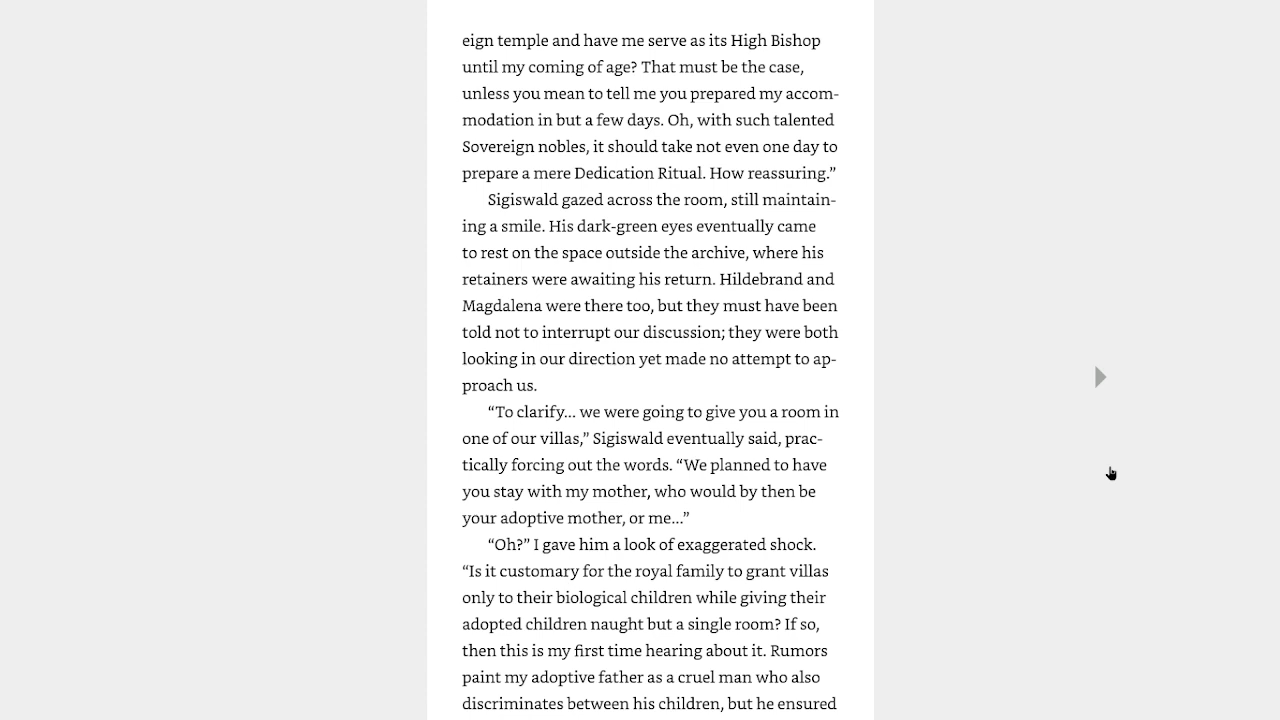 eign temple and have me serve as its High Bishop
until my coming of age? That must be the case,
unless you mean to tell me you prepared my accom-
modation in but a few days. Oh, with such talented
Sovereign nobles, it should take not even one day to
prepare a mere Dedication Ritual. How reassuring.”
Sigiswald gazed across the room, still maintain-
ing a smile. His dark-green eyes eventually came
to rest on the space outside the archive, where his
retainers were awaiting his return. Hildebrand and
Magdalena were there too, but they must have been
told not to interrupt our discussion; they were both
looking in our direction yet made no attempt to ap-
proach us.
“To clarify... we were going to give you a room in
one of our villas,” Sigiswald eventually said, prac-
tically forcing out the words. “We planned to have
you stay with my mother, who would by then be
your adoptive mother, or me...”
“Oh?” I gave him a look of exaggerated shock.
“Is it customary for the royal family to grant villas
only to their biological children while giving their
adopted children naught but a single room? If so,
then this is my first time hearing about it. Rumors
paint my adoptive father as a cruel man who also
discriminates between his children, but he ensured